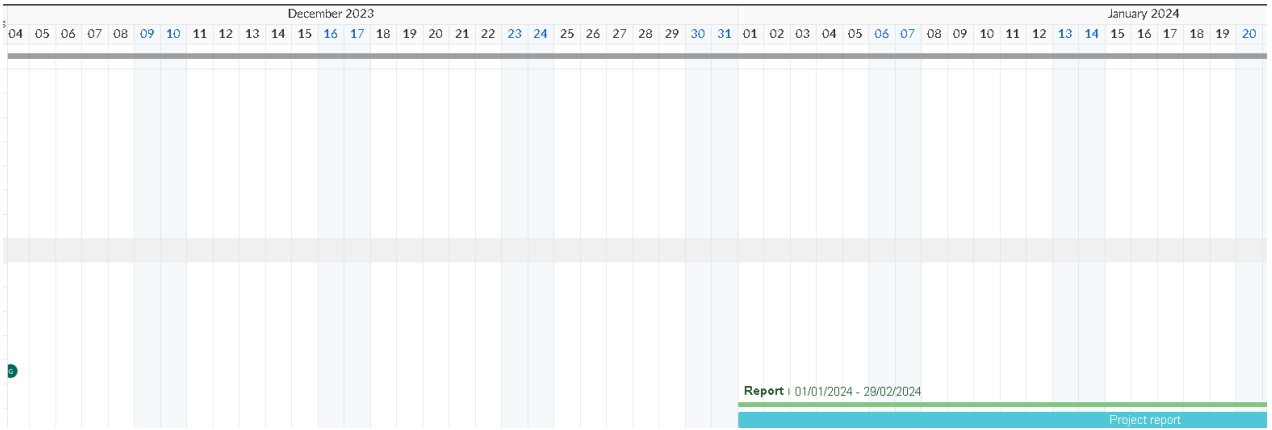 December 2023 January 2024
s 04 05 06 07 08 09 10 11 12 13 14 15 16 17 18 19 20 21 22 23 24 25 26 27 28 29 30 31 01 02 03 04 05 06 07 08 09 10 11 12 13 14 15 16 17 18 19 20
G
Report : 01/01/2024 - 29/02/2024
Project report